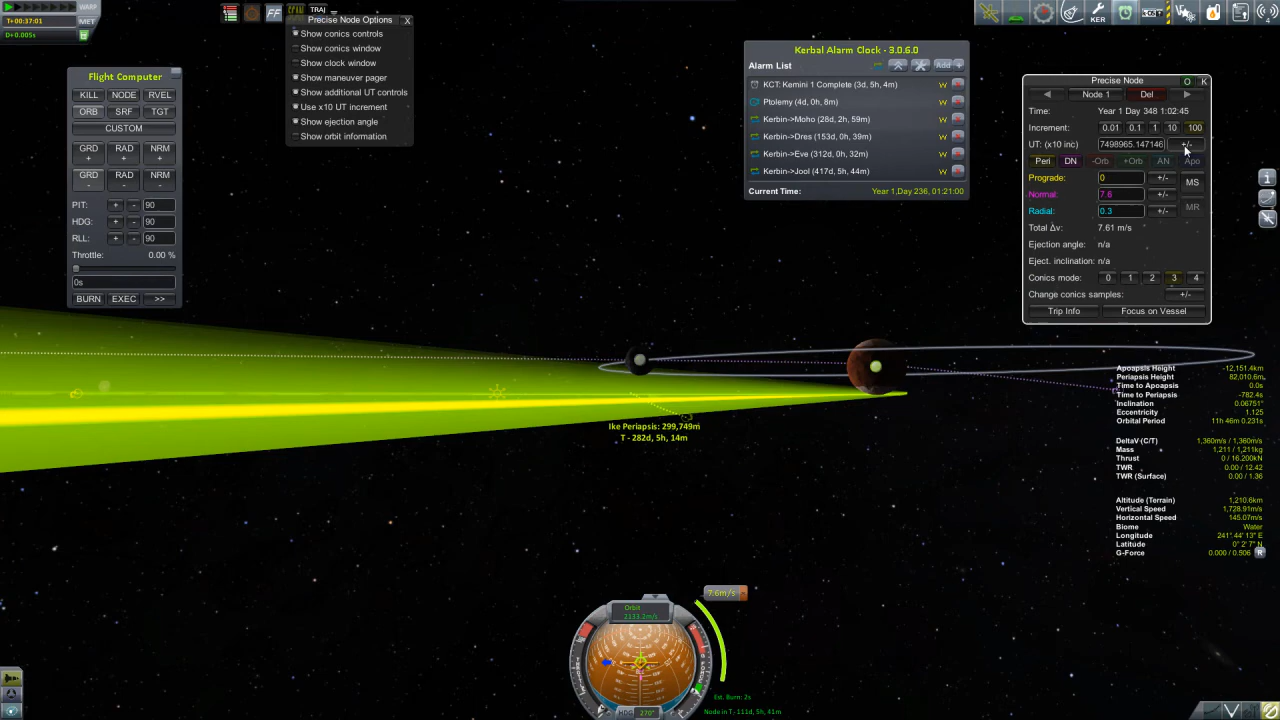 WARP
T+00:37:01
MET
D+0.005s
FF
TRAJ
Precise Node Options
X
Show conics controls
Show conics window
Show clock window
Show maneuver pager
Show additional UT controls
Use x10 UT increment
Show ejection angle
Show orbit information
Flight Computer
KILL NODE RVEL
ORB SRF TGT
CUSTOM
GRD + RAD + NRM +
GRD - RAD - NRM -
PIT: + - 90
HDG: + - 90
RLL: + - 90
Throttle: 0.00 %
0s
BURN EXEC >>
Kerbal Alarm Clock - 3.0.6.0
Alarm List
Add +
KCT: Kemini 1 Complete (3d, 5h, 4m) W
Ptolemy (4d, 0h, 8m) W
Kerbin->Moho (28d, 2h, 59m) W
Kerbin->Dres (153d, 0h, 39m) W
Kerbin->Eve (312d, 0h, 32m) W
Kerbin->Jool (417d, 5h, 44m) W
Current Time: Year 1,Day 236, 01:21:00
KER
Precise Node O K
Node 1 Del
Time: Year 1 Day 348 1:02:45
Increment: 0.01 0.1 1 10 100
UT: (x10 inc) 7498965.147146 +/-
Peri DN -Orb +Orb AN Apo
Prograde: 0 +/-
MS
Normal: 7.6 +/-
MR
Radial: 0.3 +/-
Total Δv: 7.61 m/s
Ejection angle: n/a
Eject. inclination: n/a
Conics mode: 0 1 2 3 4
Change conics samples: +/-
Trip Info Focus on Vessel
Ike Periapsis: 299,749m
T - 282d, 5h, 14m
Apoapsis Height -12,151.4km
Periapsis Height 82,010.6m
Time to Apoapsis 0.0s
Time to Periapsis -782.4s
Inclination 0.06751°
Eccentricity 1.125
Orbital Period 11h 46m 0.231s
DeltaV (C/T) 1,360m/s / 1,360m/s
Mass 1,211 / 1,211kg
Thrust 0 / 16.200kN
TWR 0.00 / 12.42
TWR (Surface) 0.00 / 1.36
Altitude (Terrain) 1,210.6km
Vertical Speed 1,728.91m/s
Horizontal Speed 145.07m/s
Biome Water
Longitude 241° 44' 13" E
Latitude 0° 2' 7" N
G-Force 0.000 / 0.506 R
7.6m/s
Orbit
2133.2m/s
HDG 270°
Est. Burn: 2s
Node in T - 111d, 5h, 41m